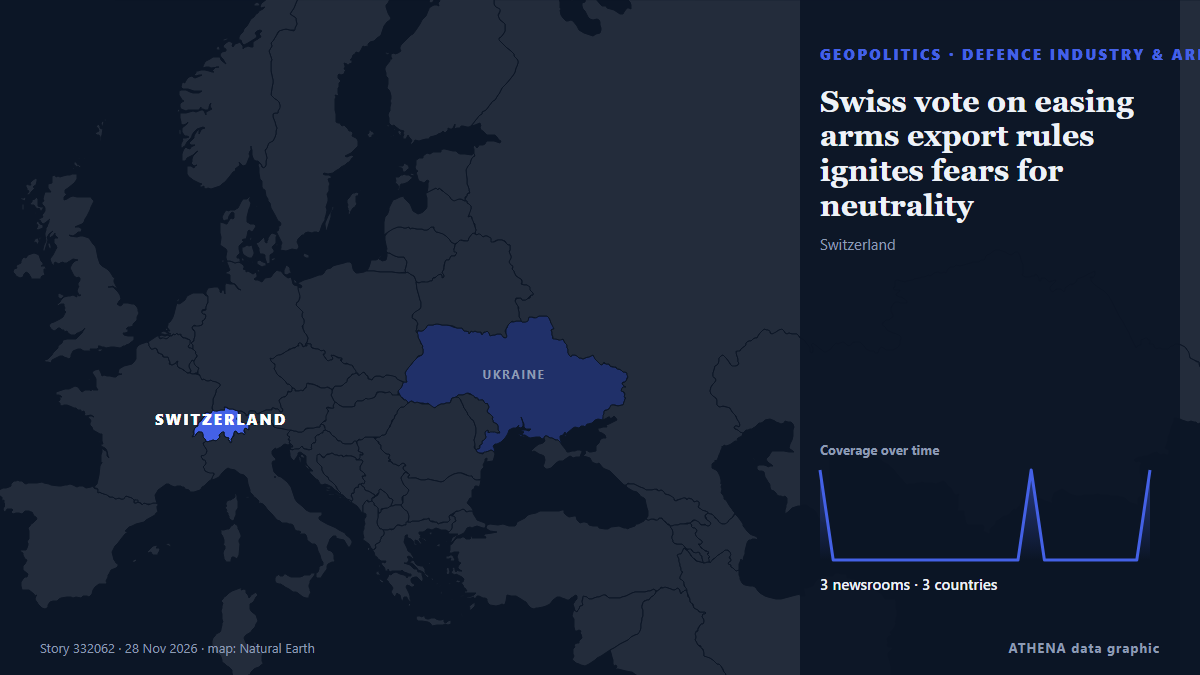 GEOPOLITICS · DEFENCE INDUSTRY &
Swiss vote on easing
arms export rules
ignites fears for
neutrality
Switzerland
UKRAINE
SWITZERLAND
Coverage over time
3 newsrooms · 3 countries
Story 332062 · 28 Nov 2026 · map: Natural Earth
ATHENA data graphic